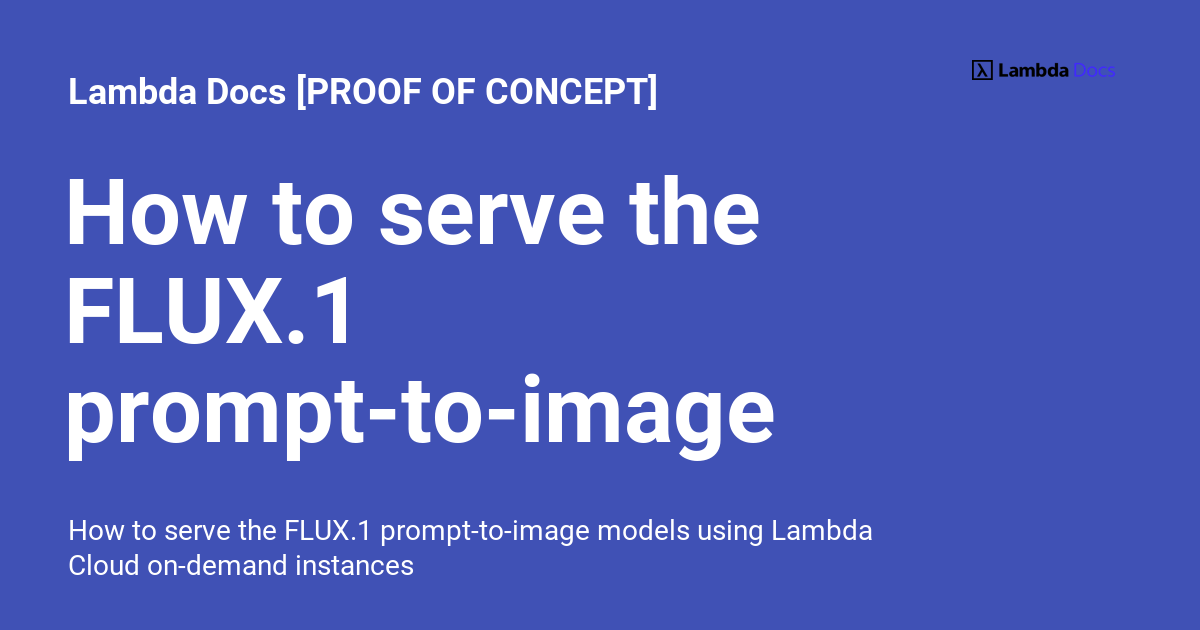 Lambda Docs [PROOF OF CONCEPT]
λ Lambda Docs
How to serve the
FLUX.1
prompt-to-image
How to serve the FLUX.1 prompt-to-image models using Lambda
Cloud on-demand instances